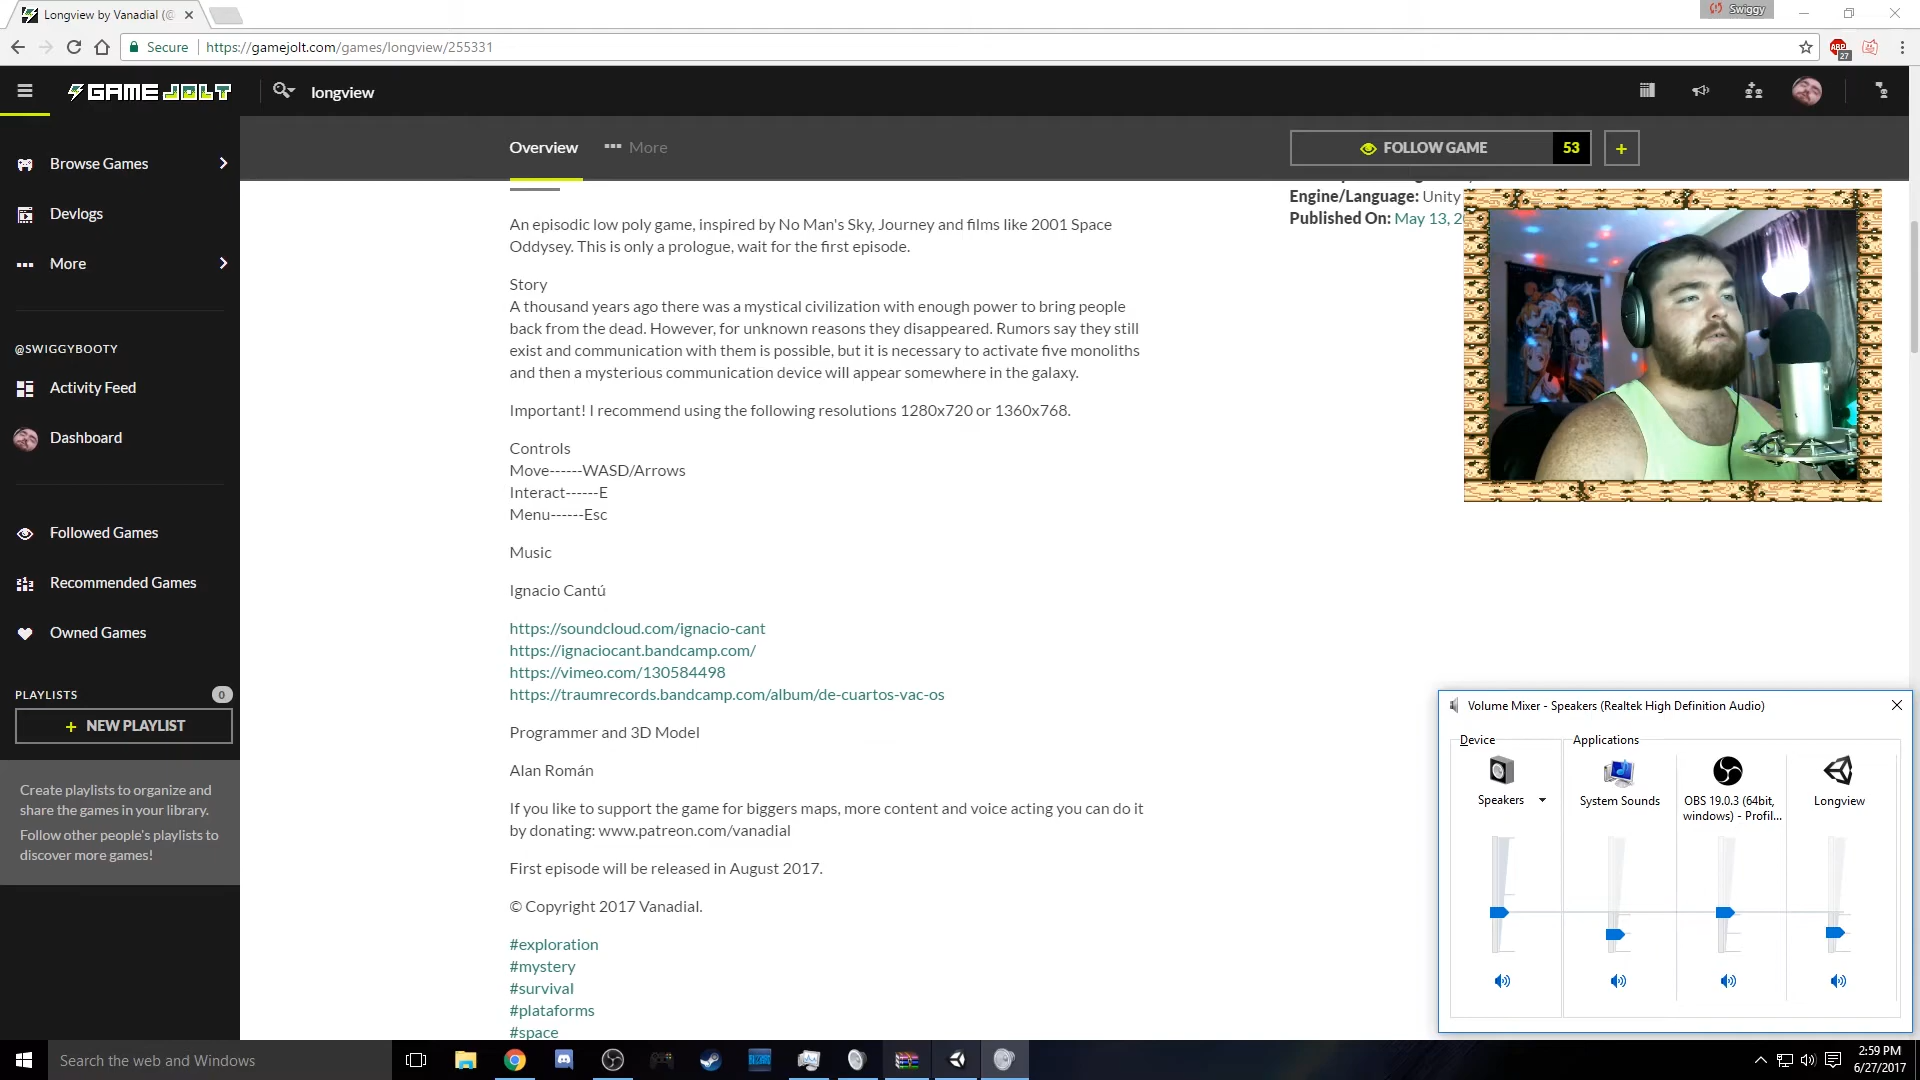 Longview by Vanadial (@
Swiggy
Secure
https://gamejolt.com/games/longview/255331
ABP
27
GAME JOLT
longview
Browse Games
Devlogs
More
@SWIGGYBOOTY
Activity Feed
Dashboard
Followed Games
Recommended Games
Owned Games
PLAYLISTS
0
+ NEW PLAYLIST
Create playlists to organize and
share the games in your library.
Follow other people's playlists to
discover more games!
Overview
More
FOLLOW GAME
53
+
Engine/Language: Unity
Published On: May 13, 2
An episodic low poly game, inspired by No Man's Sky, Journey and films like 2001 Space
Oddysey. This is only a prologue, wait for the first episode.
Story
A thousand years ago there was a mystical civilization with enough power to bring people
back from the dead. However, for unknown reasons they disappeared. Rumors say they still
exist and communication with them is possible, but it is necessary to activate five monoliths
and then a mysterious communication device will appear somewhere in the galaxy.
Important! I recommend using the following resolutions 1280x720 or 1360x768.
Controls
Move------WASD/Arrows
Interact------E
Menu------Esc
Music
Ignacio Cantú
https://soundcloud.com/ignacio-cant
https://ignaciocant.bandcamp.com/
https://vimeo.com/130584498
https://traumrecords.bandcamp.com/album/de-cuartos-vac-os
Programmer and 3D Model
Alan Román
If you like to support the game for biggers maps, more content and voice acting you can do it
by donating: www.patreon.com/vanadial
First episode will be released in August 2017.
© Copyright 2017 Vanadial.
#exploration
#mystery
#survival
#plataforms
#space
Volume Mixer - Speakers (Realtek High Definition Audio)
Device
Applications
Speakers
System Sounds
OBS 19.0.3 (64bit,
windows) - Profil...
Longview
Search the web and Windows
2:59 PM
6/27/2017